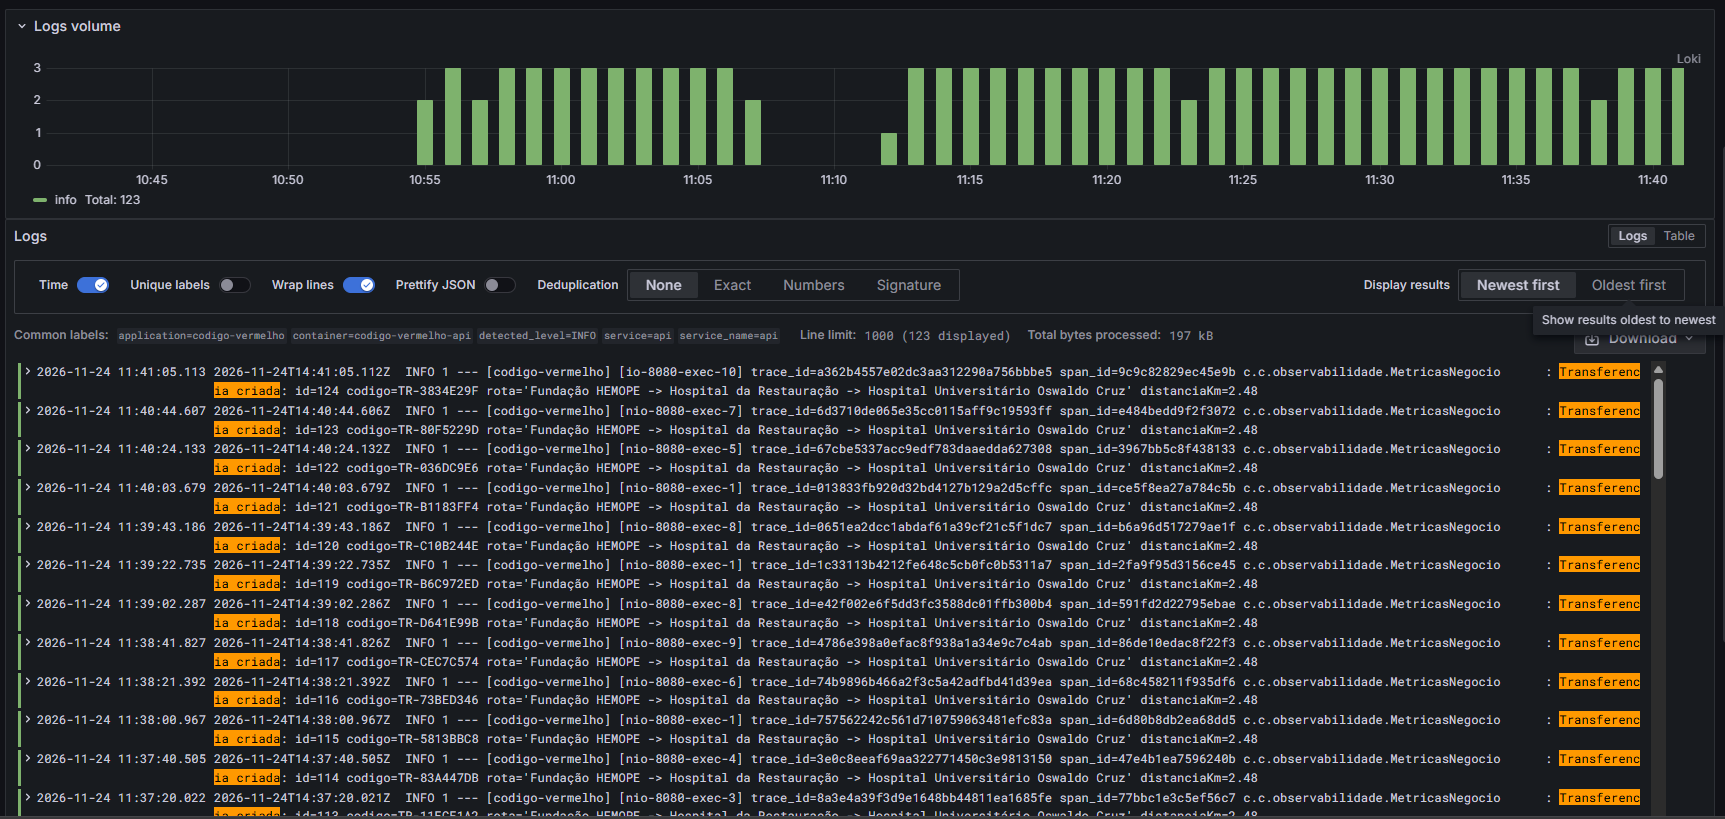 Logs volume
Loki
3
2
1
0
10:45 10:50 10:55 11:00 11:05 11:10 11:15 11:20 11:25 11:30 11:35 11:40
info Total: 123
Logs
Logs Table
Time Unique labels Wrap lines Prettify JSON Deduplication None Exact Numbers Signature Display results Newest first Oldest first
Show results oldest to newest
Common labels: application=codigo-vermelho container=codigo-vermelho-api detected_level=INFO service=api service_name=api Line limit: 1000 (123 displayed) Total bytes processed: 197 kB
Download
2026-11-24 11:41:05.113 2026-11-24T14:41:05.112Z INFO 1 --- [codigo-vermelho] [io-8080-exec-10] trace_id=a362b4557e02dc3aa312290a756bbbe5 span_id=9c9c82829ec45e9b c.c.observabilidade.MetricasNegocio : Transferenc
ia criada: id=124 codigo=TR-3834E29F rota='Fundação HEMOPE -> Hospital da Restauração -> Hospital Universitário Oswaldo Cruz' distanciaKm=2.48
2026-11-24 11:40:44.607 2026-11-24T14:40:44.606Z INFO 1 --- [codigo-vermelho] [nio-8080-exec-7] trace_id=6d3710de065e35cc0115aff9c19593ff span_id=e484bedd9f2f3072 c.c.observabilidade.MetricasNegocio : Transferenc
ia criada: id=123 codigo=TR-80F5229D rota='Fundação HEMOPE -> Hospital da Restauração -> Hospital Universitário Oswaldo Cruz' distanciaKm=2.48
2026-11-24 11:40:24.133 2026-11-24T14:40:24.132Z INFO 1 --- [codigo-vermelho] [nio-8080-exec-5] trace_id=67cbe5337acc9edf783daaedda627308 span_id=3967bb5c8f438133 c.c.observabilidade.MetricasNegocio : Transferenc
ia criada: id=122 codigo=TR-036DC9E6 rota='Fundação HEMOPE -> Hospital da Restauração -> Hospital Universitário Oswaldo Cruz' distanciaKm=2.48
2026-11-24 11:40:03.679 2026-11-24T14:40:03.679Z INFO 1 --- [codigo-vermelho] [nio-8080-exec-1] trace_id=013833fb920d32bd4127b129a2d5cffc span_id=ce5f8ea27a784c5b c.c.observabilidade.MetricasNegocio : Transferenc
ia criada: id=121 codigo=TR-B1183FF4 rota='Fundação HEMOPE -> Hospital da Restauração -> Hospital Universitário Oswaldo Cruz' distanciaKm=2.48
2026-11-24 11:39:43.186 2026-11-24T14:39:43.186Z INFO 1 --- [codigo-vermelho] [nio-8080-exec-8] trace_id=0651ea2dcc1abdaf61a39cf21c5f1dc7 span_id=b6a96d517279ae1f c.c.observabilidade.MetricasNegocio : Transferenc
ia criada: id=120 codigo=TR-C10B244E rota='Fundação HEMOPE -> Hospital da Restauração -> Hospital Universitário Oswaldo Cruz' distanciaKm=2.48
2026-11-24 11:39:22.735 2026-11-24T14:39:22.735Z INFO 1 --- [codigo-vermelho] [nio-8080-exec-1] trace_id=1c33113b4212fe648c5cb0fc0b5311a7 span_id=2fa9f95d3156ce45 c.c.observabilidade.MetricasNegocio : Transferenc
ia criada: id=119 codigo=TR-B6C972ED rota='Fundação HEMOPE -> Hospital da Restauração -> Hospital Universitário Oswaldo Cruz' distanciaKm=2.48
2026-11-24 11:39:02.287 2026-11-24T14:39:02.286Z INFO 1 --- [codigo-vermelho] [nio-8080-exec-8] trace_id=e42f002e6f5dd3fc3588dc01ffb300b4 span_id=591fd2d22795ebae c.c.observabilidade.MetricasNegocio : Transferenc
ia criada: id=118 codigo=TR-D641E99B rota='Fundação HEMOPE -> Hospital da Restauração -> Hospital Universitário Oswaldo Cruz' distanciaKm=2.48
2026-11-24 11:38:41.827 2026-11-24T14:38:41.826Z INFO 1 --- [codigo-vermelho] [nio-8080-exec-9] trace_id=4786e398a0efac8f938a1a34e9c7c4ab span_id=86de10edac8f22f3 c.c.observabilidade.MetricasNegocio : Transferenc
ia criada: id=117 codigo=TR-CEC7C574 rota='Fundação HEMOPE -> Hospital da Restauração -> Hospital Universitário Oswaldo Cruz' distanciaKm=2.48
2026-11-24 11:38:21.392 2026-11-24T14:38:21.392Z INFO 1 --- [codigo-vermelho] [nio-8080-exec-6] trace_id=74b9896b466a2f3c5a42adfbd41d39ea span_id=68c458211f935df6 c.c.observabilidade.MetricasNegocio : Transferenc
ia criada: id=116 codigo=TR-73BED346 rota='Fundação HEMOPE -> Hospital da Restauração -> Hospital Universitário Oswaldo Cruz' distanciaKm=2.48
2026-11-24 11:38:00.967 2026-11-24T14:38:00.967Z INFO 1 --- [codigo-vermelho] [nio-8080-exec-1] trace_id=757562242c561d710759063481efc83a span_id=6d80b8db2ea68dd5 c.c.observabilidade.MetricasNegocio : Transferenc
ia criada: id=115 codigo=TR-5813BBC8 rota='Fundação HEMOPE -> Hospital da Restauração -> Hospital Universitário Oswaldo Cruz' distanciaKm=2.48
2026-11-24 11:37:40.505 2026-11-24T14:37:40.505Z INFO 1 --- [codigo-vermelho] [nio-8080-exec-4] trace_id=3e0c8eeaf69aa322771450c3e9813150 span_id=47e4b1ea7596240b c.c.observabilidade.MetricasNegocio : Transferenc
ia criada: id=114 codigo=TR-83A447DB rota='Fundação HEMOPE -> Hospital da Restauração -> Hospital Universitário Oswaldo Cruz' distanciaKm=2.48
2026-11-24 11:37:20.022 2026-11-24T14:37:20.021Z INFO 1 --- [codigo-vermelho] [nio-8080-exec-3] trace_id=8a3e4a39f3d9e1648bb44811ea1685fe span_id=77bbc1e3c5ef56c7 c.c.observabilidade.MetricasNegocio : Transferenc
ia criada: id=113 rota='Fundação HEMOPE -> Hospital da Restauração -> Hospital Universitário Oswaldo Cruz' distanciaKm=2.48